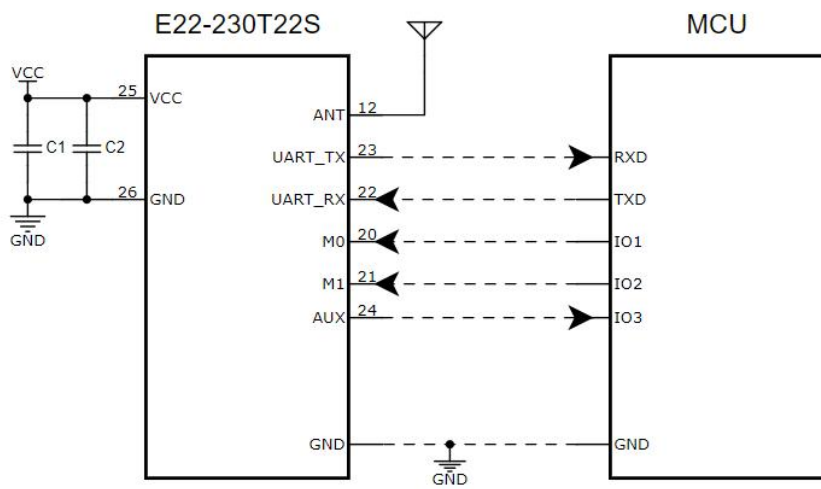 E22-230T22S
MCU
VCC
25
VCC
ANT
12
C1
C2
UART_TX
23
RXD
26
GND
UART_RX
22
TXD
GND
M0
20
IO1
M1
21
IO2
AUX
24
IO3
GND
GND
GND